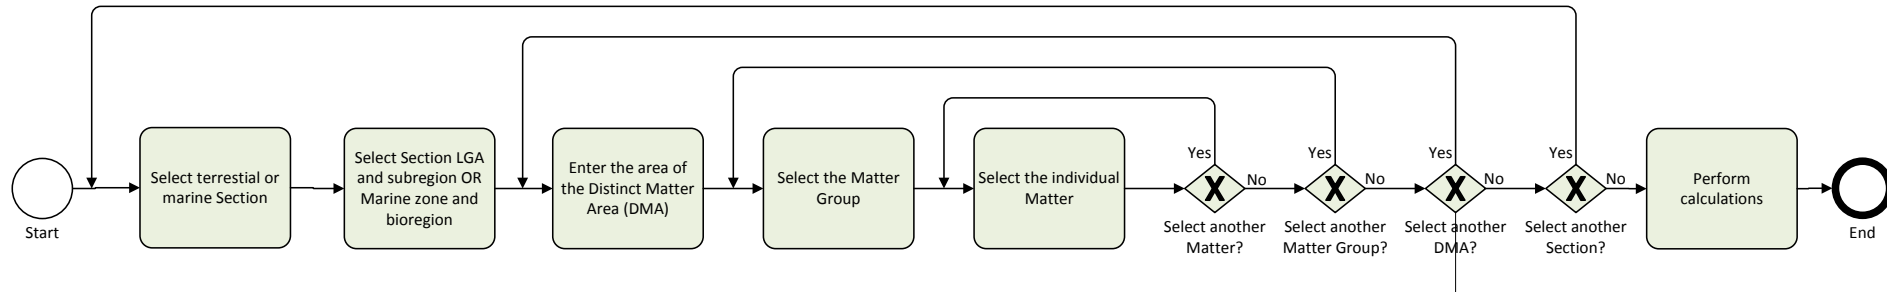 Start
Select terrestial or
marine Section
Select Section LGA
and subregion OR
Marine zone and
bioregion
Enter the area of
the Distinct Matter
Area (DMA)
Select the Matter
Group
Select the individual
Matter
Yes
X
No
Select another
Matter?
Yes
X
No
Select another
Matter Group?
Yes
X
No
Select another
DMA?
Yes
X
No
Select another
Section?
Perform
calculations
End